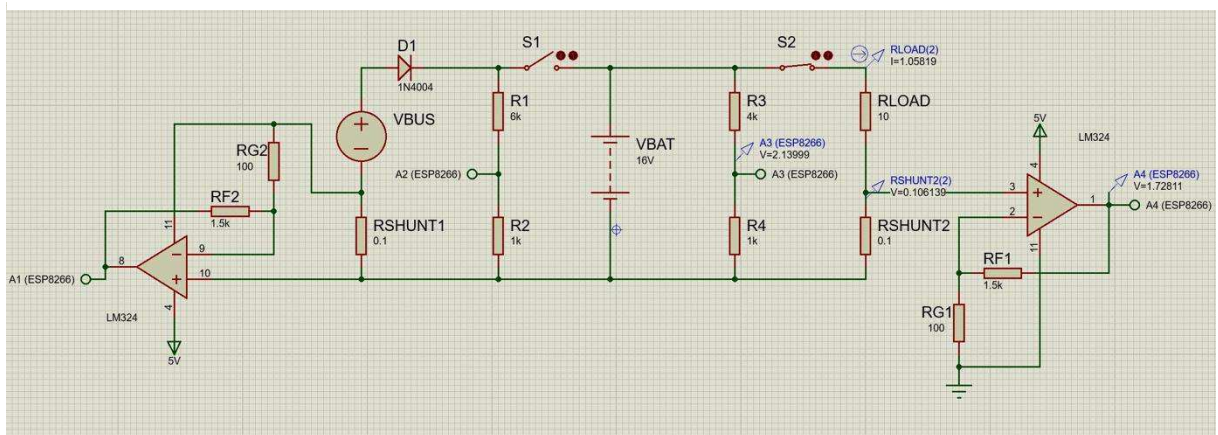 D1
1N4004
S1
S2
RLOAD(2)
I=1.05819
R1
6k
R3
4k
RLOAD
10
VBUS
VBAT
16V
RG2
100
RF2
1.5k
A2 (ESP8266)
A3 (ESP8266)
V=2.13999
A3 (ESP8266)
RSHUNT2(2)
V=0.106139
5V
LM324
4
3
2
1
11
A4 (ESP8266)
V=1.72811
A4 (ESP8266)
11
9
8
10
4
A1 (ESP8266)
LM324
5V
RSHUNT1
0.1
R2
1k
R4
1k
RSHUNT2
0.1
RF1
1.5k
RG1
100